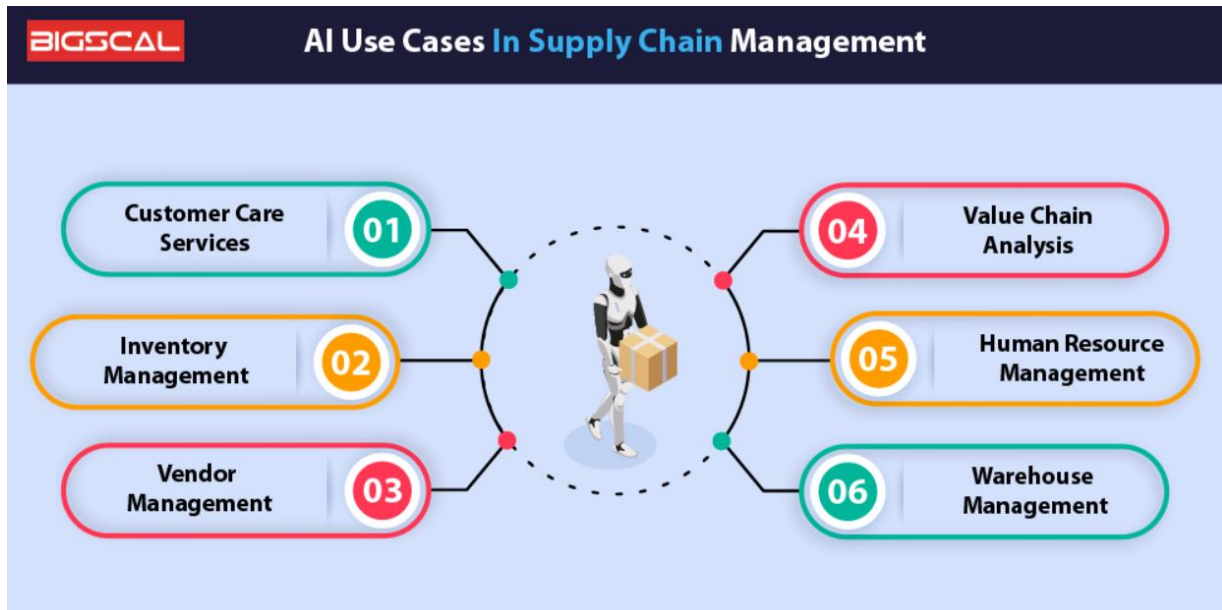 BIGSCAL
AI Use Cases In Supply Chain Management
Customer Care
Services
01
Inventory
Management
02
Vendor
Management
03
04
Value Chain
Analysis
05
Human Resource
Management
06
Warehouse
Management